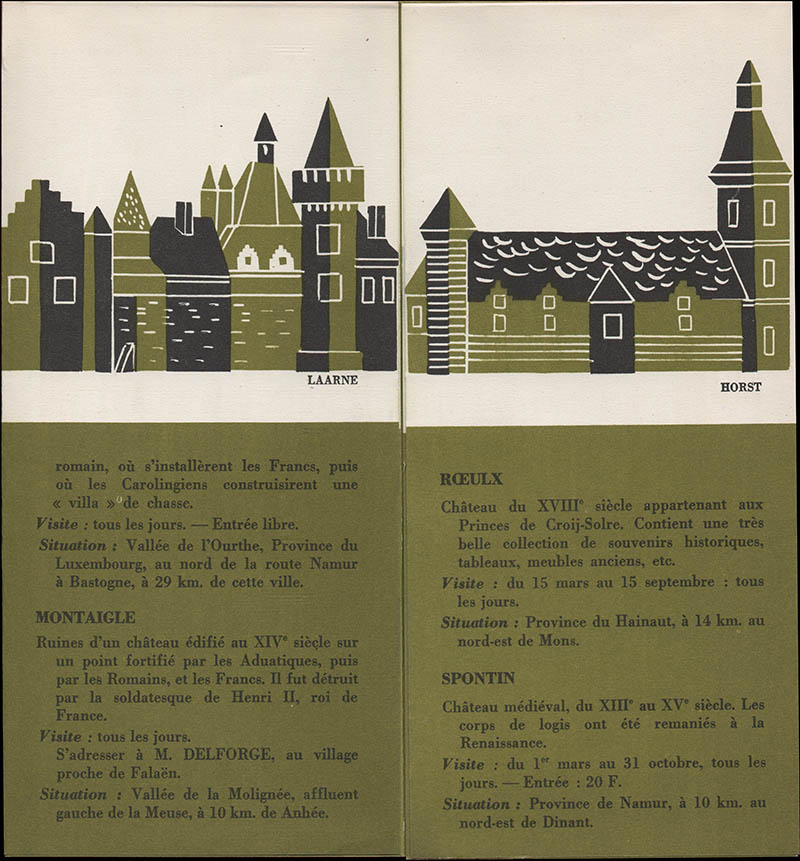 LAARNE
romain, où s'installèrent les Francs, puis
où les Carolingiens construisirent une
« villa » de chasse.
Visite : tous les jours. — Entrée libre.
Situation : Vallée de l'Ourthe, Province du
Luxembourg, au nord de la route Namur
à Bastogne, à 29 km. de cette ville.
MONTAIGLE
Ruines d'un château édifié au XIVe siècle sur
un point fortifié par les Aduatiques, puis
par les Romains, et les Francs. Il fut détruit
par la soldatesque de Henri II, roi de
France.
Visite : tous les jours.
S'adresser à M. DELFORGE, au village
proche de Falaën.
Situation : Vallée de la Molignée, affluent
gauche de la Meuse, à 10 km. de Anhée.
HORST
RŒULX
Château du XVIIIe siècle appartenant aux
Princes de Croij-Solre. Contient une très
belle collection de souvenirs historiques,
tableaux, meubles anciens, etc.
Visite : du 15 mars au 15 septembre : tous
les jours.
Situation : Province du Hainaut, à 14 km. au
nord-est de Mons.
SPONTIN
Château médiéval, du XIIIe au XVe siècle. Les
corps de logis ont été remaniés à la
Renaissance.
Visite : du 1er mars au 31 octobre, tous les
jours. — Entrée : 20 F.
Situation : Province de Namur, à 10 km. au
nord-est de Dinant.